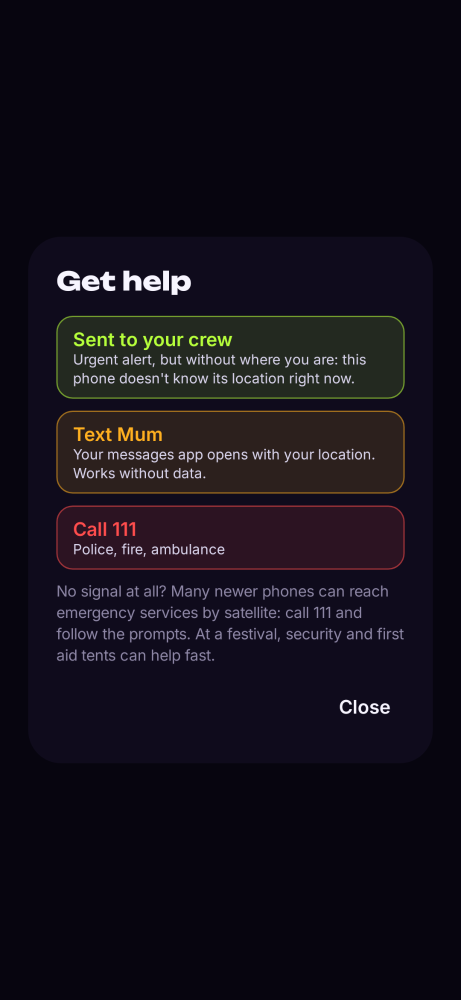 Get help
Sent to your crew
Urgent alert, but without where you are: this
phone doesn't know its location right now.
Text Mum
Your messages app opens with your location.
Works without data.
Call 111
Police, fire, ambulance
No signal at all? Many newer phones can reach
emergency services by satellite: call 111 and
follow the prompts. At a festival, security and first
aid tents can help fast.
Close